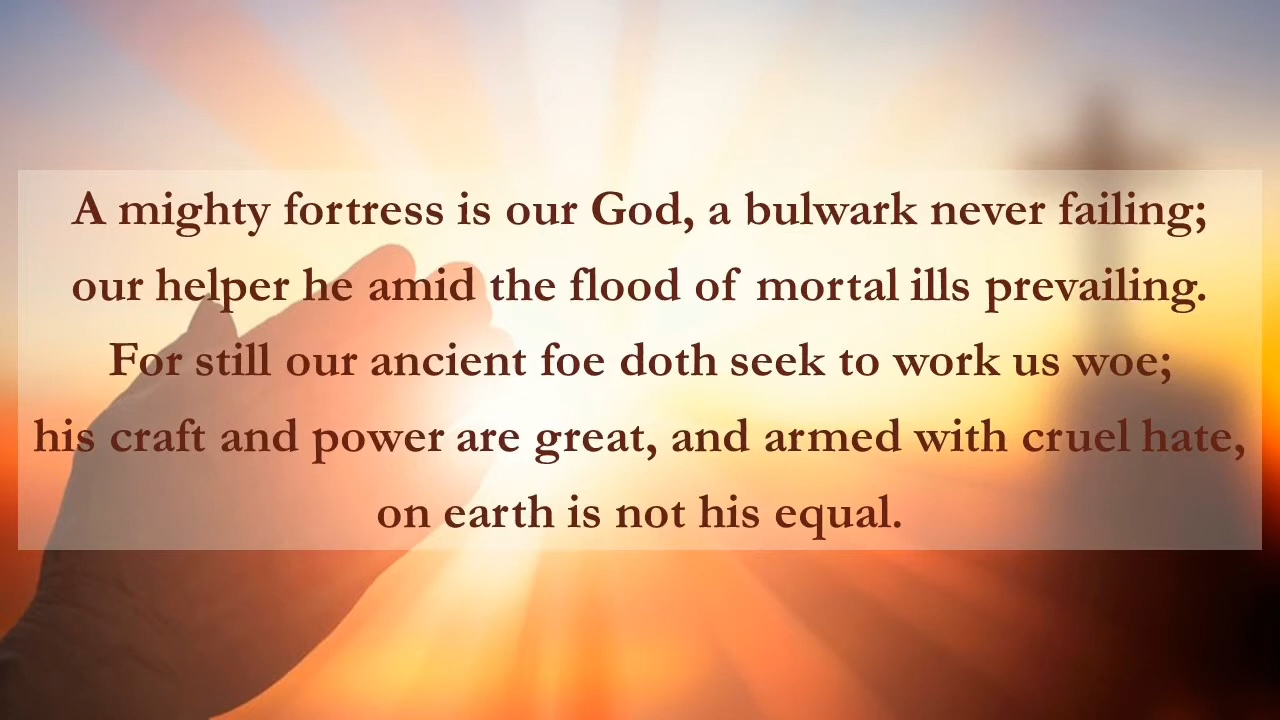 A mighty fortress is our God, a bulwark never failing;
our helper he amid the flood of mortal ills prevailing.
For still our ancient foe doth seek to work us woe;
his craft and power are great, and armed with cruel hate,
on earth is not his equal.